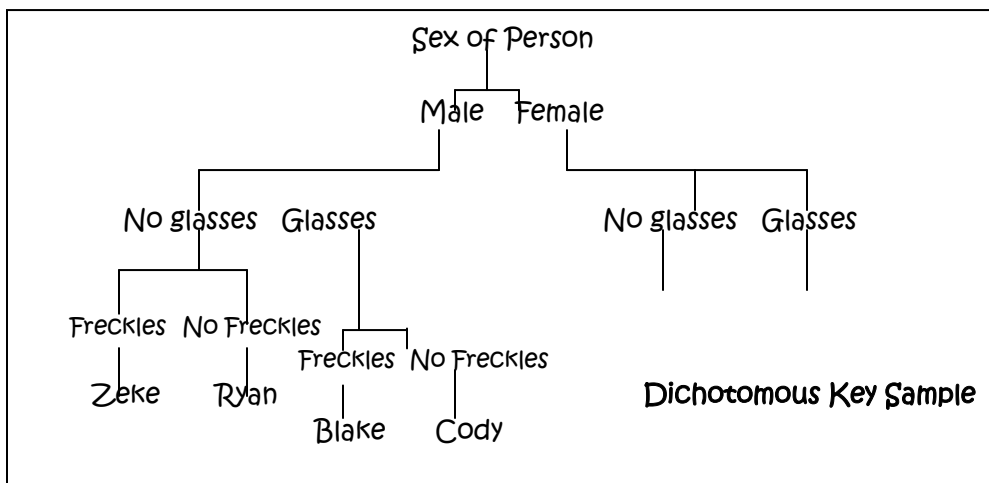 Sex of Person
Male Female
No glasses Glasses No glasses Glasses
Freckles No Freckles
Freckles No Freckles
Zeke Ryan Dichotomous Key Sample
Blake Cody